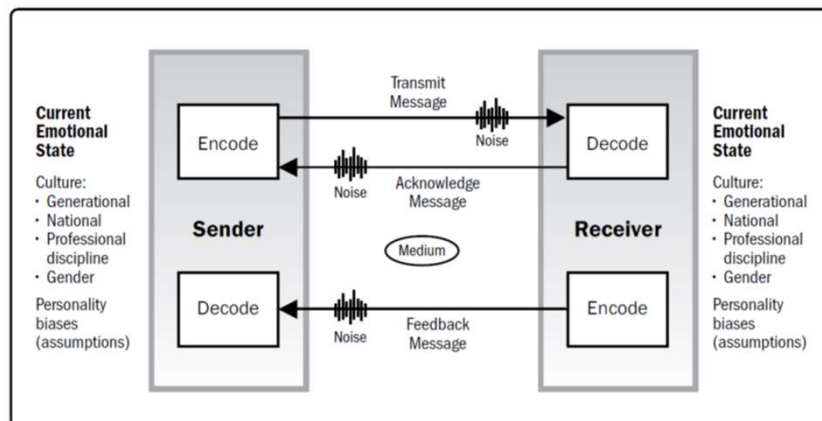 Current
Emotional
State
Culture:
• Generational
• National
• Professional
discipline
• Gender
Personality
biases
(assumptions)
Encode
Sender
Decode
Transmit
Message
Noise
Noise
Acknowledge
Message
Medium
Noise
Feedback
Message
Decode
Receiver
Encode
Current
Emotional
State
Culture:
• Generational
• National
• Professional
discipline
• Gender
Personality
biases
(assumptions)